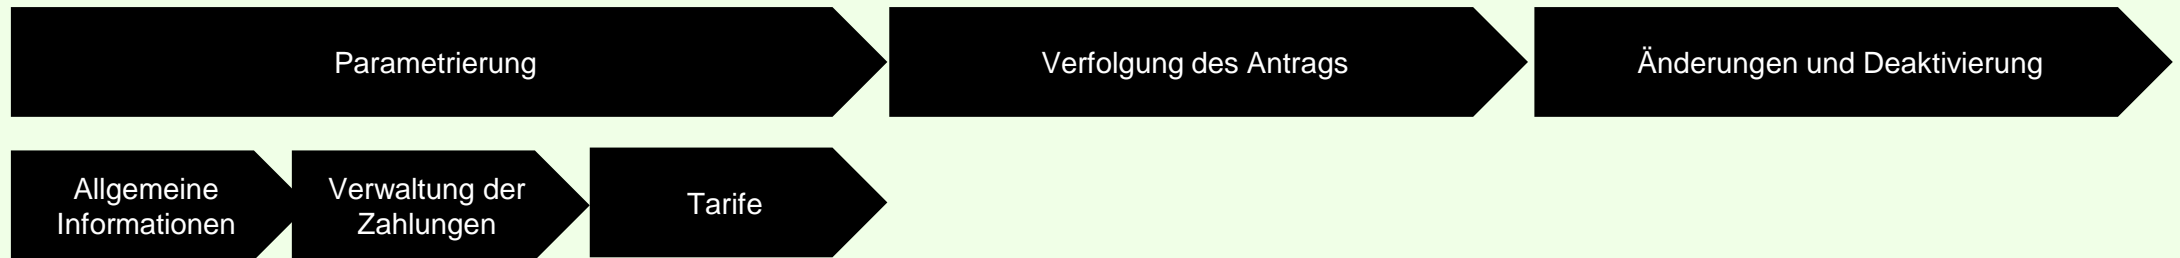 Parametrierung
Verfolgung des Antrags
Änderungen und Deaktivierung
Allgemeine
Informationen
Verwaltung der
Zahlungen
Tarife